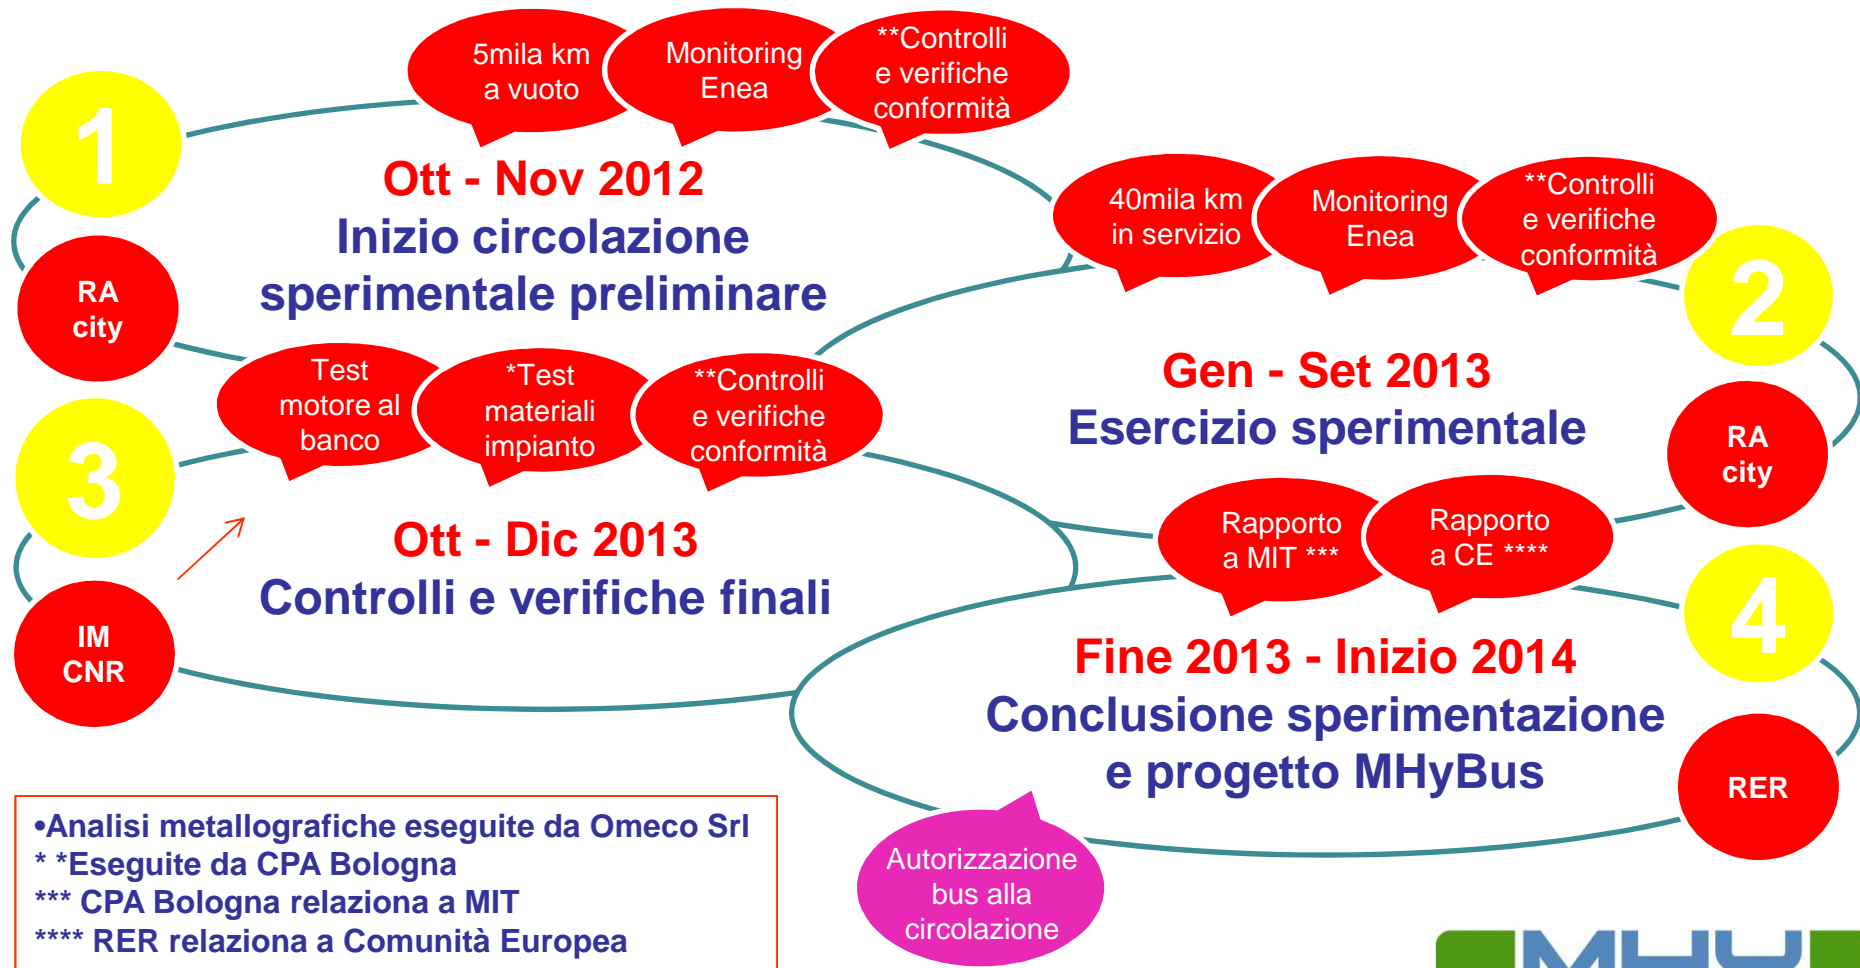 1
5mila km
a vuoto
Monitoring
Enea
**Controlli
e verifiche
conformità
Ott - Nov 2012
Inizio circolazione
sperimentale preliminare
RA
city
2
40mila km
in servizio
Monitoring
Enea
**Controlli
e verifiche
conformità
Gen - Set 2013
Esercizio sperimentale
RA
city
3
Test
motore al
banco
*Test
materiali
impianto
**Controlli
e verifiche
conformità
Ott - Dic 2013
Controlli e verifiche finali
IM
CNR
4
Rapporto
a MIT ***
Rapporto
a CE ****
Fine 2013 - Inizio 2014
Conclusione sperimentazione
e progetto MHyBus
RER
Autorizzazione
bus alla
circolazione
•Analisi metallografiche eseguite da Omeco Srl
* *Eseguite da CPA Bologna
*** CPA Bologna relaziona a MIT
**** RER relaziona a Comunità Europea